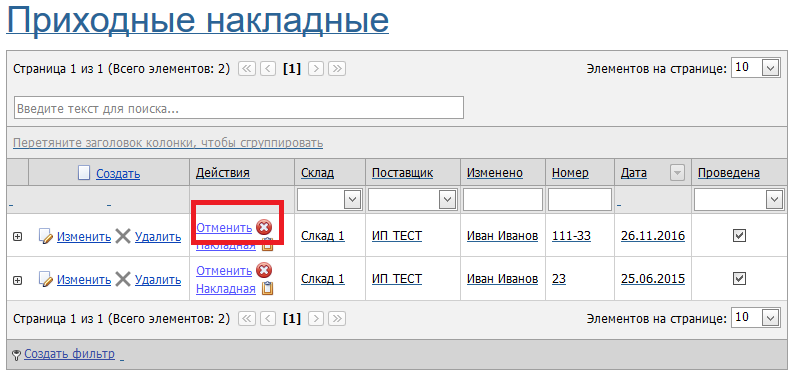 Приходные накладные
Страница 1 из 1 (Всего элементов: 2) [1] Элементов на странице: 10
Введите текст для поиска...
Перетяните заголовок колонки, чтобы сгруппировать
Создать Действия Склад Поставщик Изменено Номер Дата Проведена
Изменить Удалить Отменить Накладная Слкад 1 ИП ТЕСТ Иван Иванов 111-33 26.11.2016
Изменить Удалить Отменить Накладная Слкад 1 ИП ТЕСТ Иван Иванов 23 25.06.2015
Страница 1 из 1 (Всего элементов: 2) [1] Элементов на странице: 10
Создать фильтр